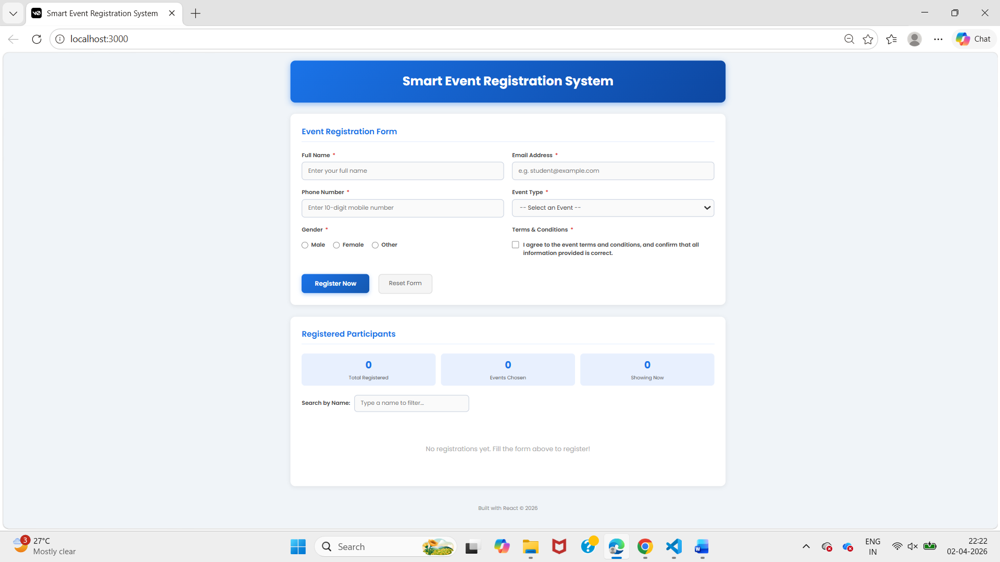 Smart Event Registration System
localhost:3000
Chat
Smart Event Registration System
Event Registration Form
Full Name *
Email Address *
Enter your full name
e.g. student@example.com
Phone Number *
Event Type *
Enter 10-digit mobile number
-- Select an Event --
Gender *
Terms & Conditions *
Male
Female
Other
I agree to the event terms and conditions, and confirm that all
information provided is correct.
Register Now
Reset Form
Registered Participants
0
0
0
Total Registered
Events Chosen
Showing Now
Search by Name:
Type a name to filter...
No registrations yet. Fill the form above to register!
Built with React © 2026
3
27°C
Mostly clear
Search
ENG
IN
22:22
02-04-2026